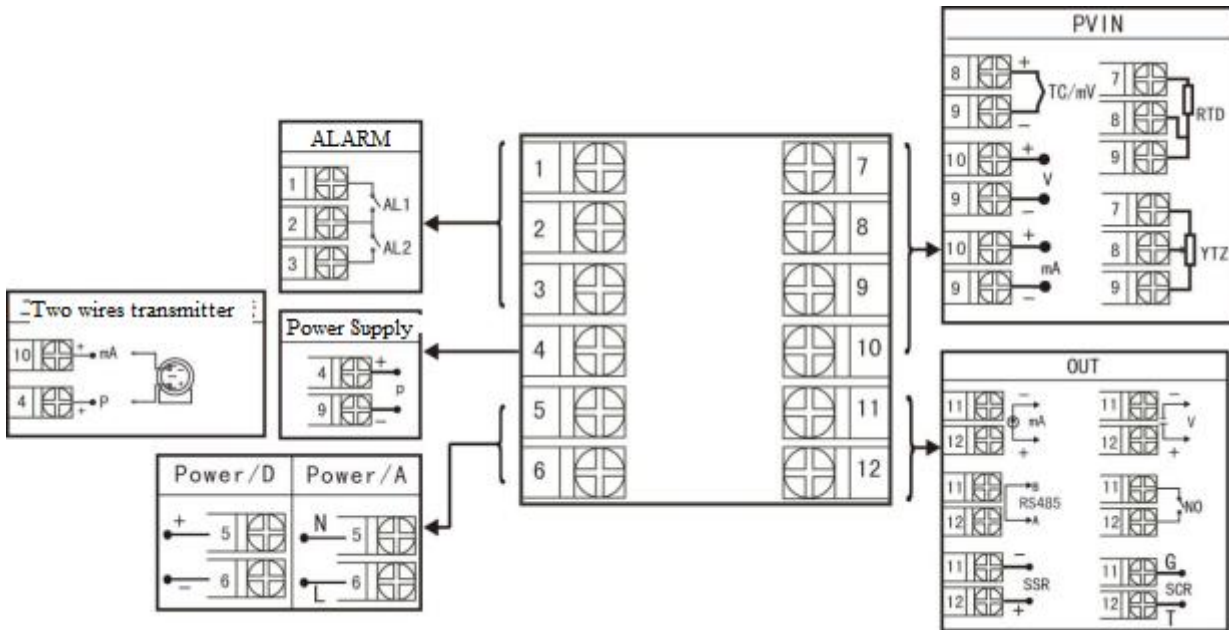 PVIN
8 + TC/mV
9 -
10 + V
9 -
10 + mA
9 -
7 RTD
8
9
7 YTZ
8
9
ALARM
1 AL1
2 AL2
3
Two wires transmitter
10 + mA
4 + P
Power Supply
4 + p
9 -
Power/D
+ 5
- 6
Power/A
N 5
L 6
1
2
3
4
5
6
7
8
9
10
11
12
OUT
11 - mA
12 +
11 - V
12 +
11 B RS485
12 A
11 NO
12
11 - SSR
12 +
11 G SCR
12 T